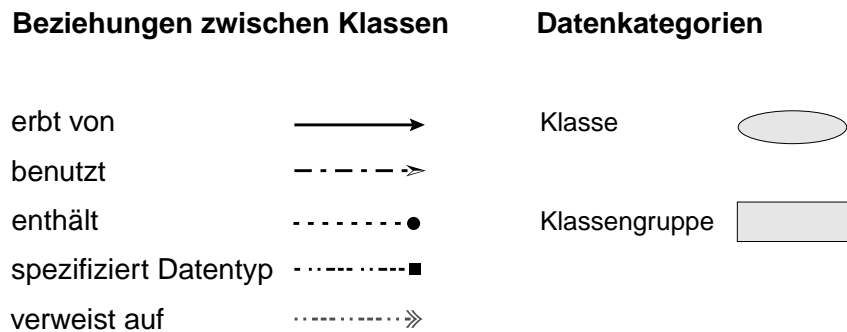 Beziehungen zwischen Klassen
Datenkategorien
erbt von
benutzt
enthält
spezifiziert Datentyp
verweist auf
Klasse
Klassengruppe